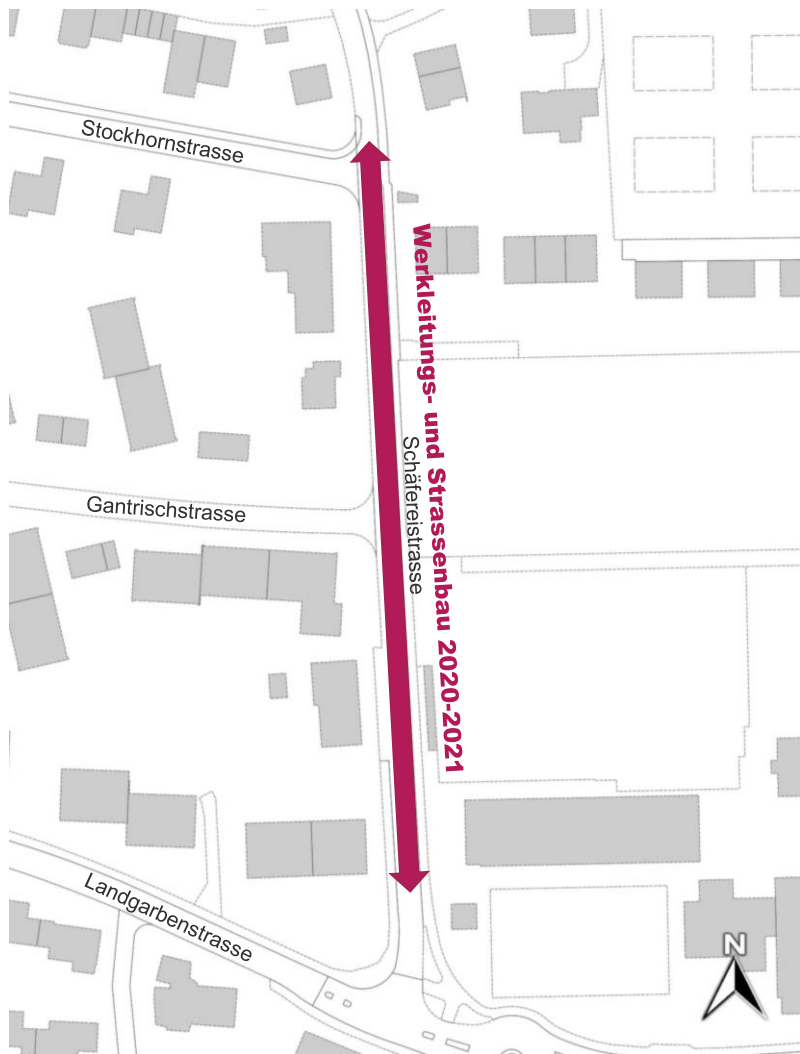 Stockhornstrasse
Werkleitungs- und Strassenbau 2020-2021
Schäfereistrasse
Gantrischstrasse
Landgarbenstrasse
N